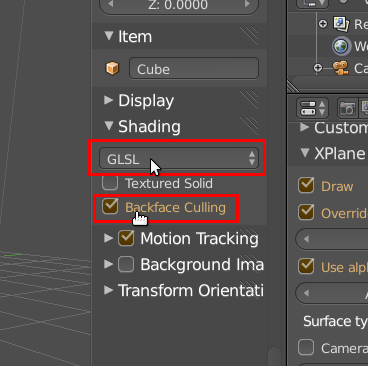 Z: 0.0000
Item
Cube
Display
Shading
GLSL
Textured Solid
Backface Culling
Motion Tracking
Background Ima
Transform Orientati
Re
Ca
Custom
XPlane
Draw
Overrid
Use alp
Surface ty
Camera